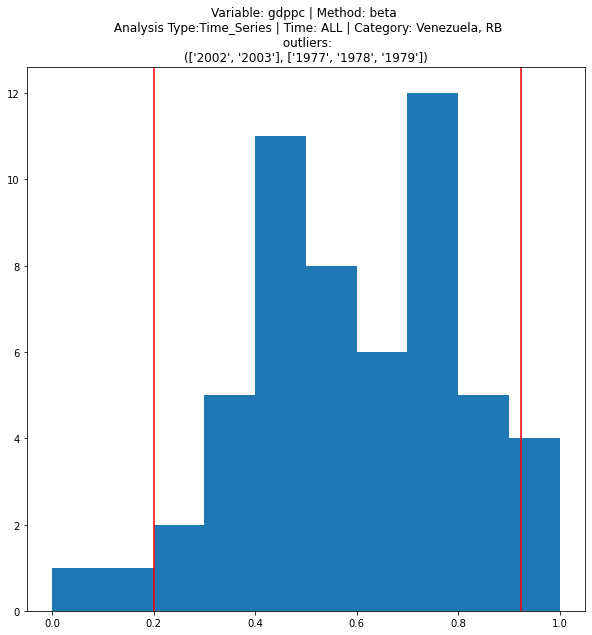 Variable: gdppc | Method: beta
Analysis Type:Time_Series | Time: ALL | Category: Venezuela, RB
outliers:
(['2002', '2003'], ['1977', '1978', '1979'])
12
10
8
6
4
2
0
0.0 0.2 0.4 0.6 0.8 1.0